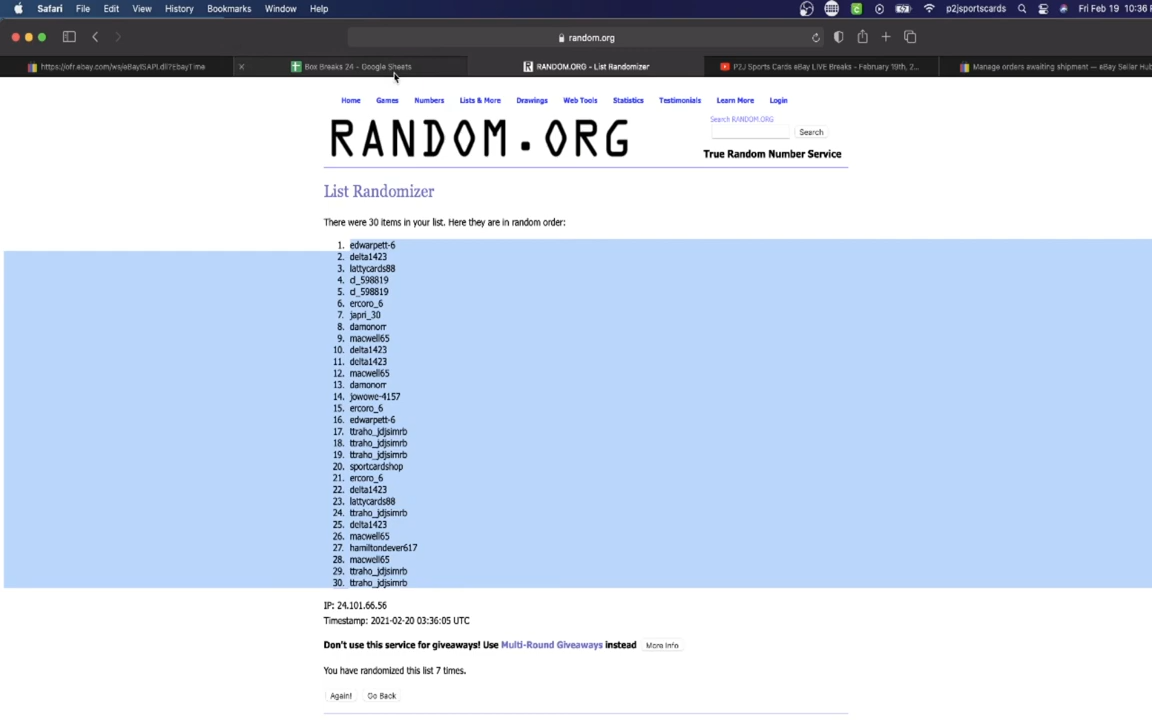 Safari File Edit View History Bookmarks Window Help p2jsportscards Fri Feb 19 10:36
random.org
https://ofr.ebay.com/ws/eBayISAPI.dll?EbayTime Box Breaks 24 - Google Sheets RANDOM.ORG - List Randomizer P2J Sports Cards eBay LIVE Breaks - February 19th, 2... Manage orders awaiting shipment — eBay Seller Hub
Home Games Numbers Lists & More Drawings Web Tools Statistics Testimonials Learn More Login
RANDOM.ORG
Search RANDOM.ORG
Search
True Random Number Service
List Randomizer
There were 30 items in your list. Here they are in random order:
1. edwarpett-6
2. delta1423
3. lattycards88
4. cl_598819
5. cl_598819
6. ercoro_6
7. japri_30
8. damonorr
9. macwell65
10. delta1423
11. delta1423
12. macwell65
13. damonorr
14. jowowe-4157
15. ercoro_6
16. edwarpett-6
17. ttraho_jdjsimrb
18. ttraho_jdjsimrb
19. ttraho_jdjsimrb
20. sportcardshop
21. ercoro_6
22. delta1423
23. lattycards88
24. ttraho_jdjsimrb
25. delta1423
26. macwell65
27. hamiltondever617
28. macwell65
29. ttraho_jdjsimrb
30. ttraho_jdjsimrb
IP: 24.101.66.56
Timestamp: 2021-02-20 03:36:05 UTC
Don't use this service for giveaways! Use Multi-Round Giveaways instead More Info
You have randomized this list 7 times.
Again! Go Back